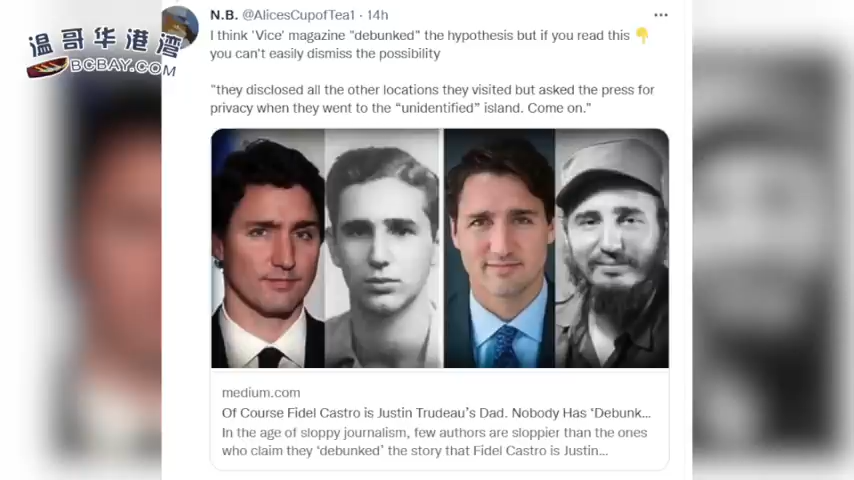 温哥华港湾
BCBAY.COM
N.B. @AlicesCupofTea1 · 14h
I think 'Vice' magazine "debunked" the hypothesis but if you read this 👇
you can't easily dismiss the possibility
"they disclosed all the other locations they visited but asked the press for
privacy when they went to the “unidentified” island. Come on."
medium.com
Of Course Fidel Castro is Justin Trudeau’s Dad. Nobody Has ‘Debunk...
In the age of sloppy journalism, few authors are sloppier than the ones
who claim they ‘debunked’ the story that Fidel Castro is Justin...